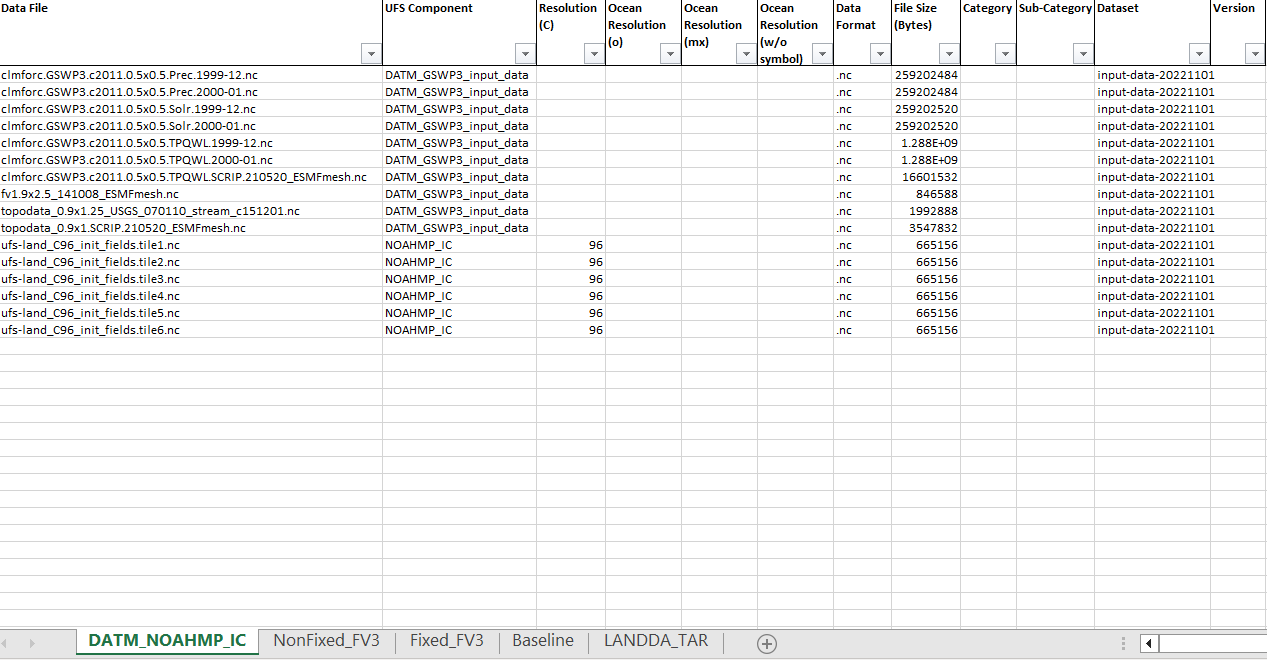 Data File UFS Component Resolution (C) Ocean Resolution (o) Ocean Resolution (mx) Ocean Resolution (w/o symbol) Data Format File Size (Bytes) Category Sub-Category Dataset Version
clmforc.GSWP3.c2011.0.5x0.5.Prec.1999-12.nc DATM_GSWP3_input_data .nc 259202484 input-data-20221101
clmforc.GSWP3.c2011.0.5x0.5.Prec.2000-01.nc DATM_GSWP3_input_data .nc 259202484 input-data-20221101
clmforc.GSWP3.c2011.0.5x0.5.Solr.1999-12.nc DATM_GSWP3_input_data .nc 259202520 input-data-20221101
clmforc.GSWP3.c2011.0.5x0.5.Solr.2000-01.nc DATM_GSWP3_input_data .nc 259202520 input-data-20221101
clmforc.GSWP3.c2011.0.5x0.5.TPQWL.1999-12.nc DATM_GSWP3_input_data .nc 1.288E+09 input-data-20221101
clmforc.GSWP3.c2011.0.5x0.5.TPQWL.2000-01.nc DATM_GSWP3_input_data .nc 1.288E+09 input-data-20221101
clmforc.GSWP3.c2011.0.5x0.5.TPQWL.SCRIP.210520_ESMFmesh.nc DATM_GSWP3_input_data .nc 16601532 input-data-20221101
fv1.9x2.5_141008_ESMFmesh.nc DATM_GSWP3_input_data .nc 846588 input-data-20221101
topodata_0.9x1.25_USGS_070110_stream_c151201.nc DATM_GSWP3_input_data .nc 1992888 input-data-20221101
topodata_0.9x1.SCRIP.210520_ESMFmesh.nc DATM_GSWP3_input_data .nc 3547832 input-data-20221101
ufs-land_C96_init_fields.tile1.nc NOAHMP_IC 96 .nc 665156 input-data-20221101
ufs-land_C96_init_fields.tile2.nc NOAHMP_IC 96 .nc 665156 input-data-20221101
ufs-land_C96_init_fields.tile3.nc NOAHMP_IC 96 .nc 665156 input-data-20221101
ufs-land_C96_init_fields.tile4.nc NOAHMP_IC 96 .nc 665156 input-data-20221101
ufs-land_C96_init_fields.tile5.nc NOAHMP_IC 96 .nc 665156 input-data-20221101
ufs-land_C96_init_fields.tile6.nc NOAHMP_IC 96 .nc 665156 input-data-20221101
DATM_NOAHMP_IC NonFixed_FV3 Fixed_FV3 Baseline LANDDA_TAR